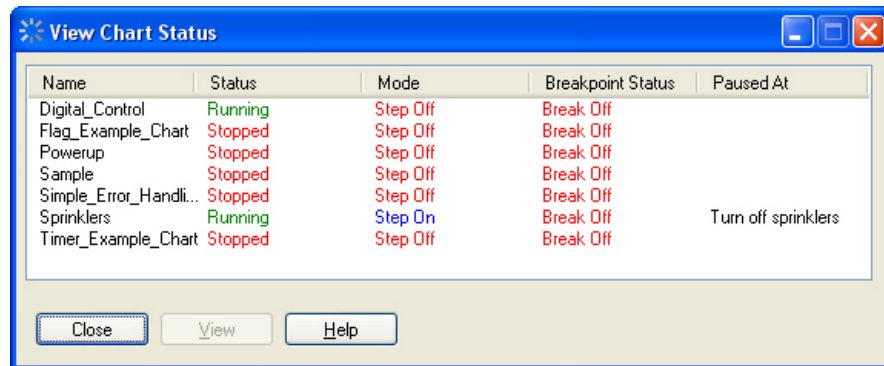 View Chart Status
Name Status Mode Breakpoint Status Paused At
Digital_Control Running Step Off Break Off
Flag_Example_Chart Stopped Step Off Break Off
Powerup Stopped Step Off Break Off
Sample Stopped Step Off Break Off
Simple_Error_Handli... Stopped Step Off Break Off
Sprinklers Running Step On Break Off Turn off sprinklers
Timer_Example_Chart Stopped Step Off Break Off
Close View Help